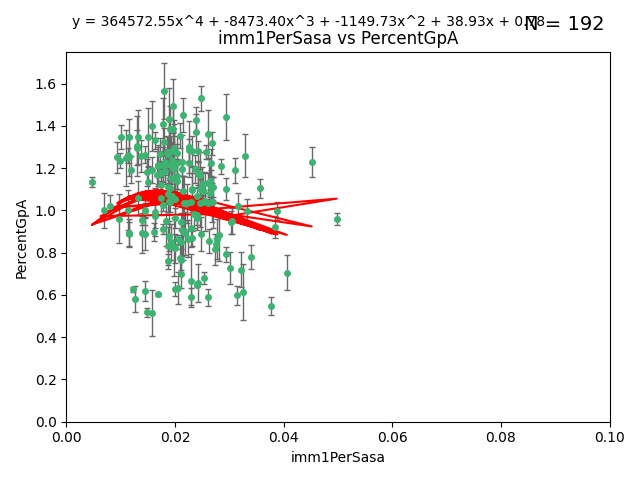 y = 364572.55x^4 + -8473.40x^3 + -1149.73x^2 + 38.93x + 0.78
N = 192
imm1PerSasa vs PercentGpA
PercentGpA
1.6
1.4
1.2
1.0
0.8
0.6
0.4
0.2
0.0
0.00 0.02 0.04 0.06 0.08 0.10
imm1PerSasa